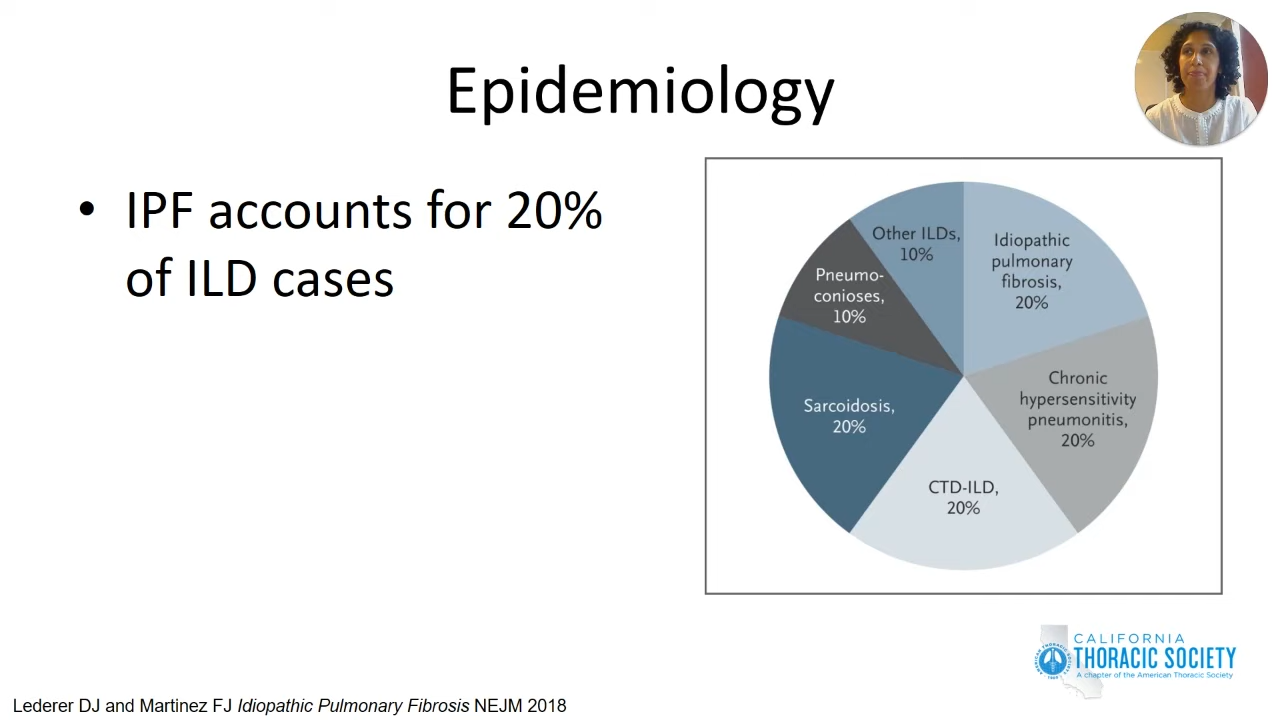 Epidemiology
• IPF accounts for 20%
of ILD cases
Other ILDs,
10%
Idiopathic
pulmonary
fibrosis,
20%
Pneumo-
conioses,
10%
Chronic
hypersensitivity
pneumonitis,
20%
Sarcoidosis,
20%
CTD-ILD,
20%
CALIFORNIA
THORACIC SOCIETY
A chapter of the American Thoracic Society
Lederer DJ and Martinez FJ Idiopathic Pulmonary Fibrosis NEJM 2018